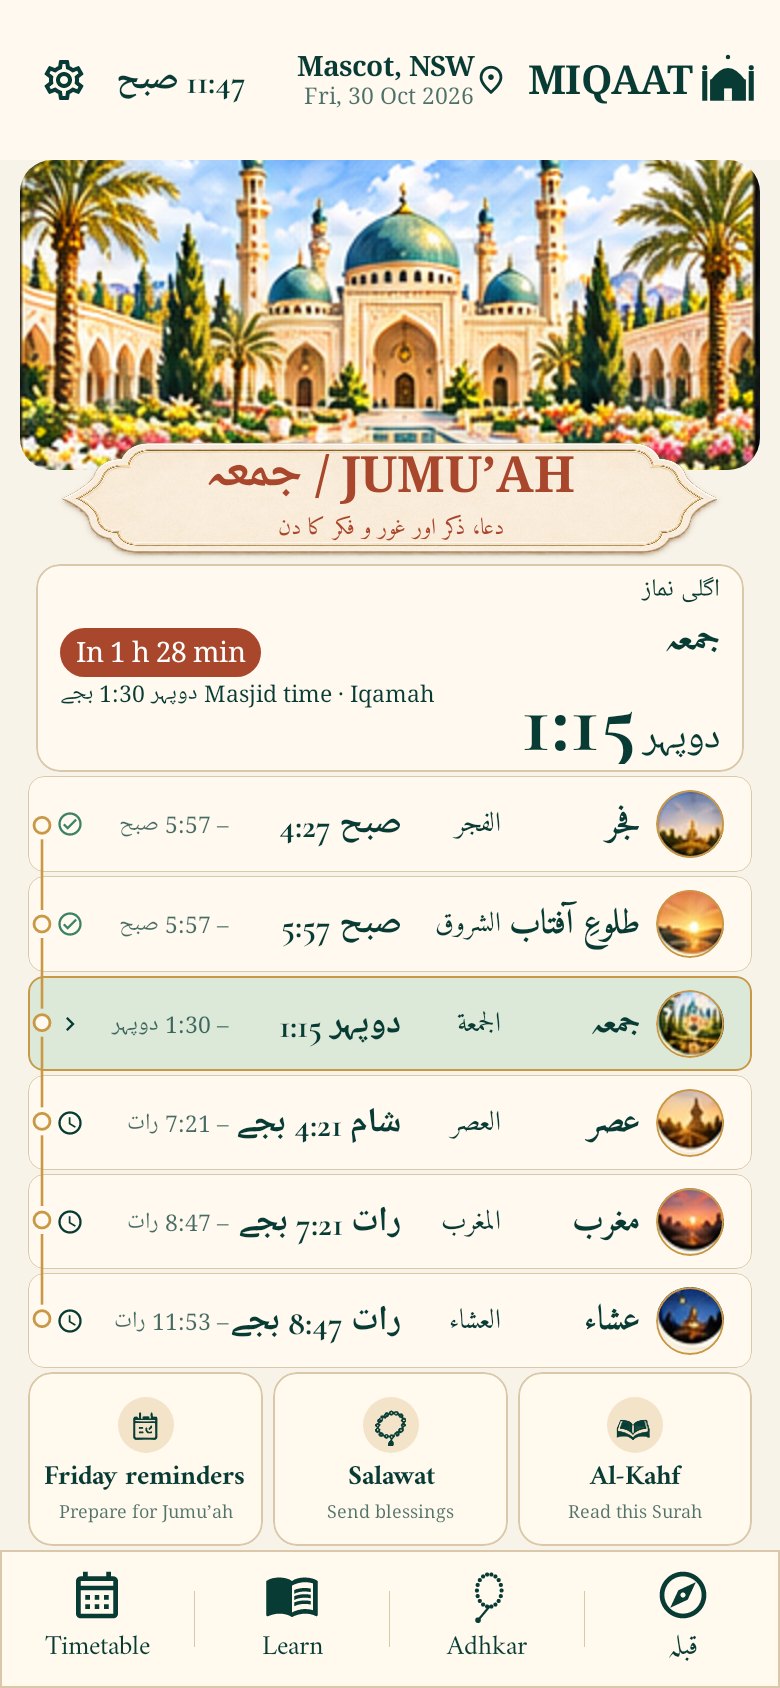 MIQAAT
Mascot, NSW
Fri, 30 Oct 2026
11:47 صبح
جمعہ / JUMU’AH
دعا، ذکر اور غور و فکر کا دن
اگلی نماز
جمعہ
In 1 h 28 min
Masjid time · Iqamah 1:30 دوپہر بجے
دوپہر 1:15
فجر الفجر صبح 4:27 – 5:57 صبح
طلوعِ آفتاب الشروق صبح 5:57 – 5:57 صبح
جمعہ الجمعة دوپہر 1:15 – 1:30 دوپہر
عصر العصر شام 4:21 بجے – 7:21 رات
مغرب المغرب رات 7:21 بجے – 8:47 رات
عشاء العشاء رات 8:47 بجے – 11:53 رات
Friday reminders
Prepare for Jumu’ah
Salawat
Send blessings
Al-Kahf
Read this Surah
Timetable
Learn
Adhkar
قبلہ